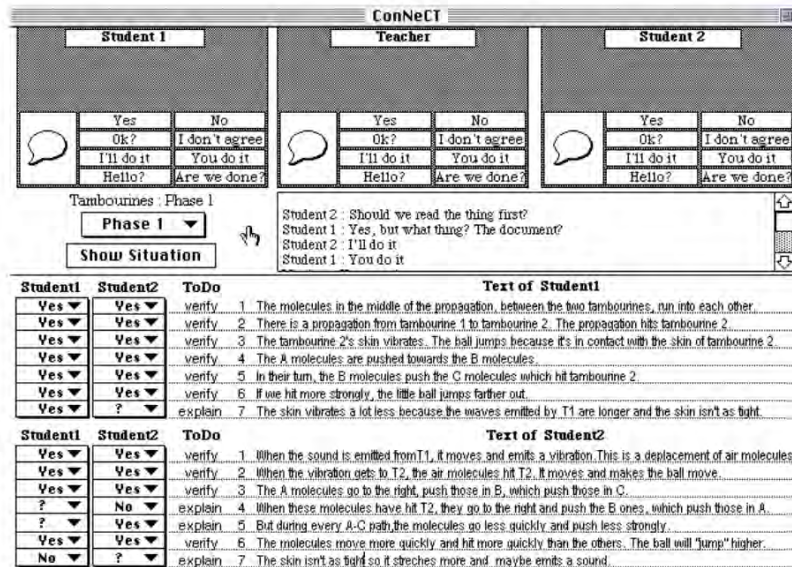 ConNeCT
Student 1 Teacher Student 2
Yes No Yes No Yes No
Ok? I don't agree Ok? I don't agree Ok? I don't agree
I'll do it You do it I'll do it You do it I'll do it You do it
Hello? Are we done? Hello? Are we done? Hello? Are we done?
Tambourines : Phase 1
Phase 1
Show Situation
Student 2 : Should we read the thing first?
Student 1 : Yes, but what thing? The document?
Student 2 : I'll do it
Student 1 : You do it
Student1 Student2 ToDo Text of Student1
Yes Yes verify 1 The molecules in the middle of the propagation, between the two tambourines, run into each other.
Yes Yes verify 2 There is a propagation from tambourine 1 to tambourine 2. The propagation hits tambourine 2.
Yes Yes verify 3 The tambourine 2's skin vibrates. The ball jumps because it's in contact with the skin of tambourine 2
Yes Yes verify 4 The A molecules are pushed towards the B molecules.
Yes Yes verify 5 In their turn, the B molecules push the C molecules which hit tambourine 2.
Yes Yes verify 6 If we hit more strongly, the little ball jumps farther out.
Yes ? explain 7 The skin vibrates a lot less because the waves emitted by T1 are longer and the skin isn't as tight.
Student1 Student2 ToDo Text of Student2
Yes Yes verify 1 When the sound is emitted fromT1, it moves and emits a vibration.This is a deplacement of air molecules
Yes Yes verify 2 When the vibration gets to T2, the air molecules hit T2. It moves and makes the ball move.
Yes Yes verify 3 The A molecules go to the right, push those in B, which push those in C.
? No explain 4 When these molecules have hit T2, they go to the right and push the B ones, which push those in A.
? Yes explain 5 But during every A-C path,the molecules go less quickly and push less strongly.
Yes Yes verify 6 The molecules move more quickly and hit more quickly than the others. The ball will "jump" higher.
No ? explain 7 The skin isn't as tight so it streches more and maybe emits a sound.